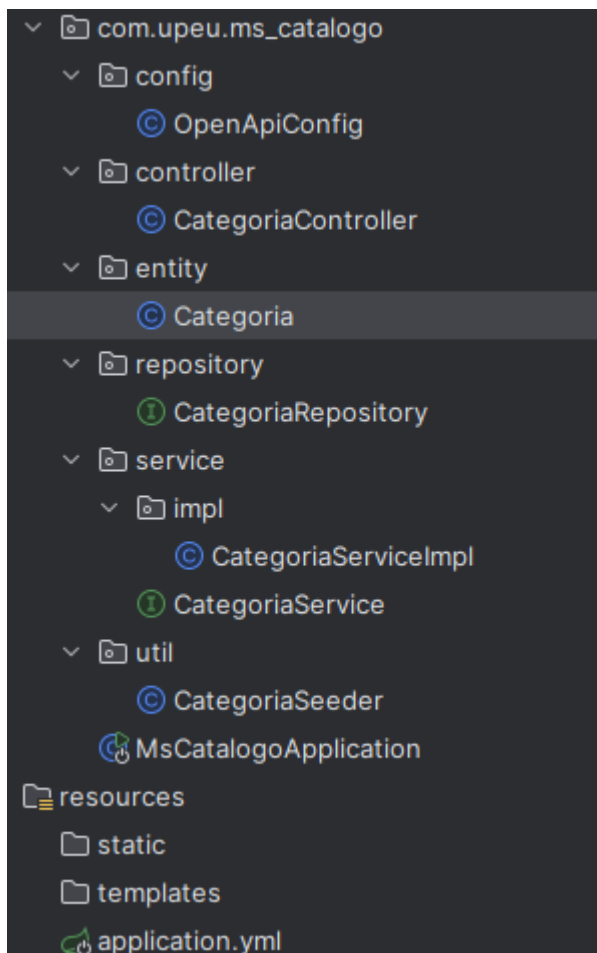 com.upeu.ms_catalogo
config
OpenApiConfig
controller
CategoriaController
entity
Categoria
repository
CategoriaRepository
service
impl
CategoriaServiceImpl
CategoriaService
util
CategoriaSeeder
MsCatalogoApplication
resources
static
templates
application.yml